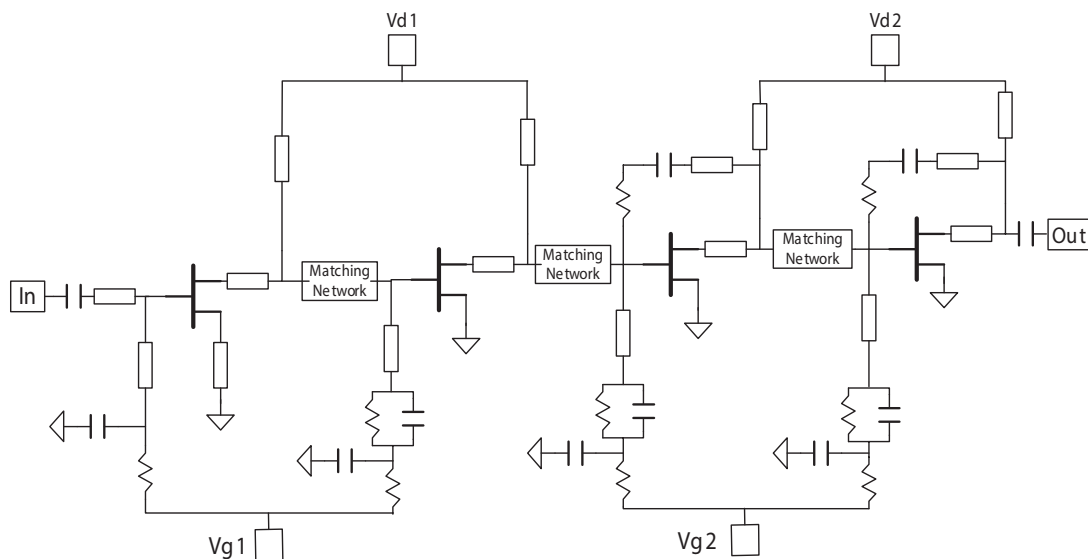 Vd1
Vd2
In
Matching
Network
Matching
Network
Matching
Network
Out
Vg1
Vg2